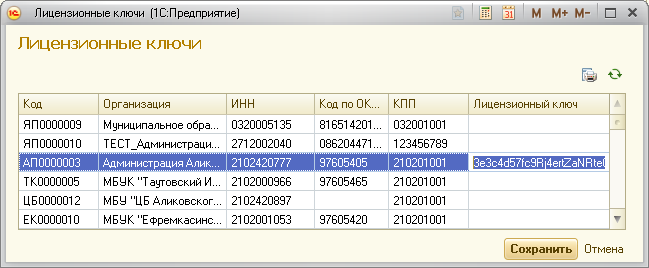 Лицензионные ключи (1С:Предприятие)
M M+ M-
Лицензионные ключи
Код Организация ИНН Код по ОК... КПП Лицензионный ключ
ЯП0000009 Муниципальное обра... 0320005135 816514201... 032001001
ЯП0000010 ТЕСТ_Администраци... 2712002040 086204471... 123456789
АП0000003 Администрация Алик... 2102420777 97605405 210201001 3e3c4d57fc9Rj4ertZaNRte
ТК0000005 МБУК "Таутовский И... 2102000966 97605465 210201001
ЦБ0000012 МБУ "ЦБ Аликовског... 2102420897 210201001
ЕК0000010 МБУК "Ефремкасинс... 2102001053 97605420 210201001
Сохранить Отмена